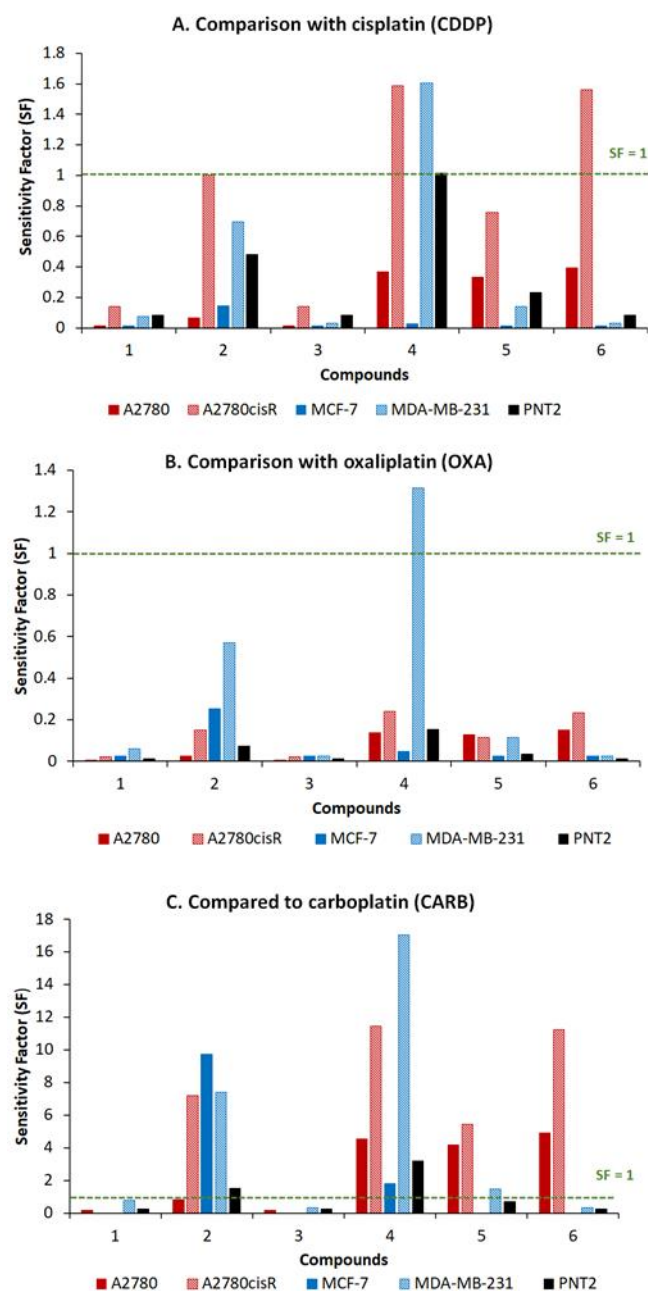 A. Comparison with cisplatin (CDDP)
Sensitivity Factor (SF)
1.8
1.6
1.4
1.2
1
0.8
0.6
0.4
0.2
0
SF = 1
1 2 3 4 5 6
Compounds
A2780 A2780cisR MCF-7 MDA-MB-231 PNT2
B. Comparison with oxaliplatin (OXA)
Sensitivity Factor (SF)
1.4
1.2
1
0.8
0.6
0.4
0.2
0
SF = 1
1 2 3 4 5 6
Compounds
A2780 A2780cisR MCF-7 MDA-MB-231 PNT2
C. Compared to carboplatin (CARB)
Sensitivity Factor (SF)
18
16
14
12
10
8
6
4
2
0
SF = 1
1 2 3 4 5 6
Compounds
A2780 A2780cisR MCF-7 MDA-MB-231 PNT2